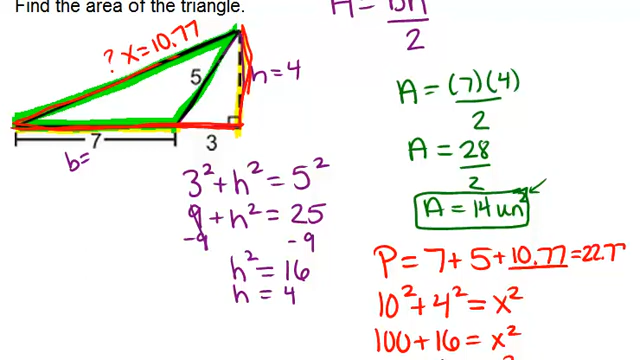 Find the area of the triangle.
A = bh
2
? x=10.77
5
h=4
7
3
b=
3² + h² = 5²
9 + h² = 25
-9 -9
h² = 16
h = 4
A = (7)(4)
2
A = 28
2
A = 14 un²
P = 7 + 5 + 10.77 = 22.77
10² + 4² = x²
100 + 16 = x²